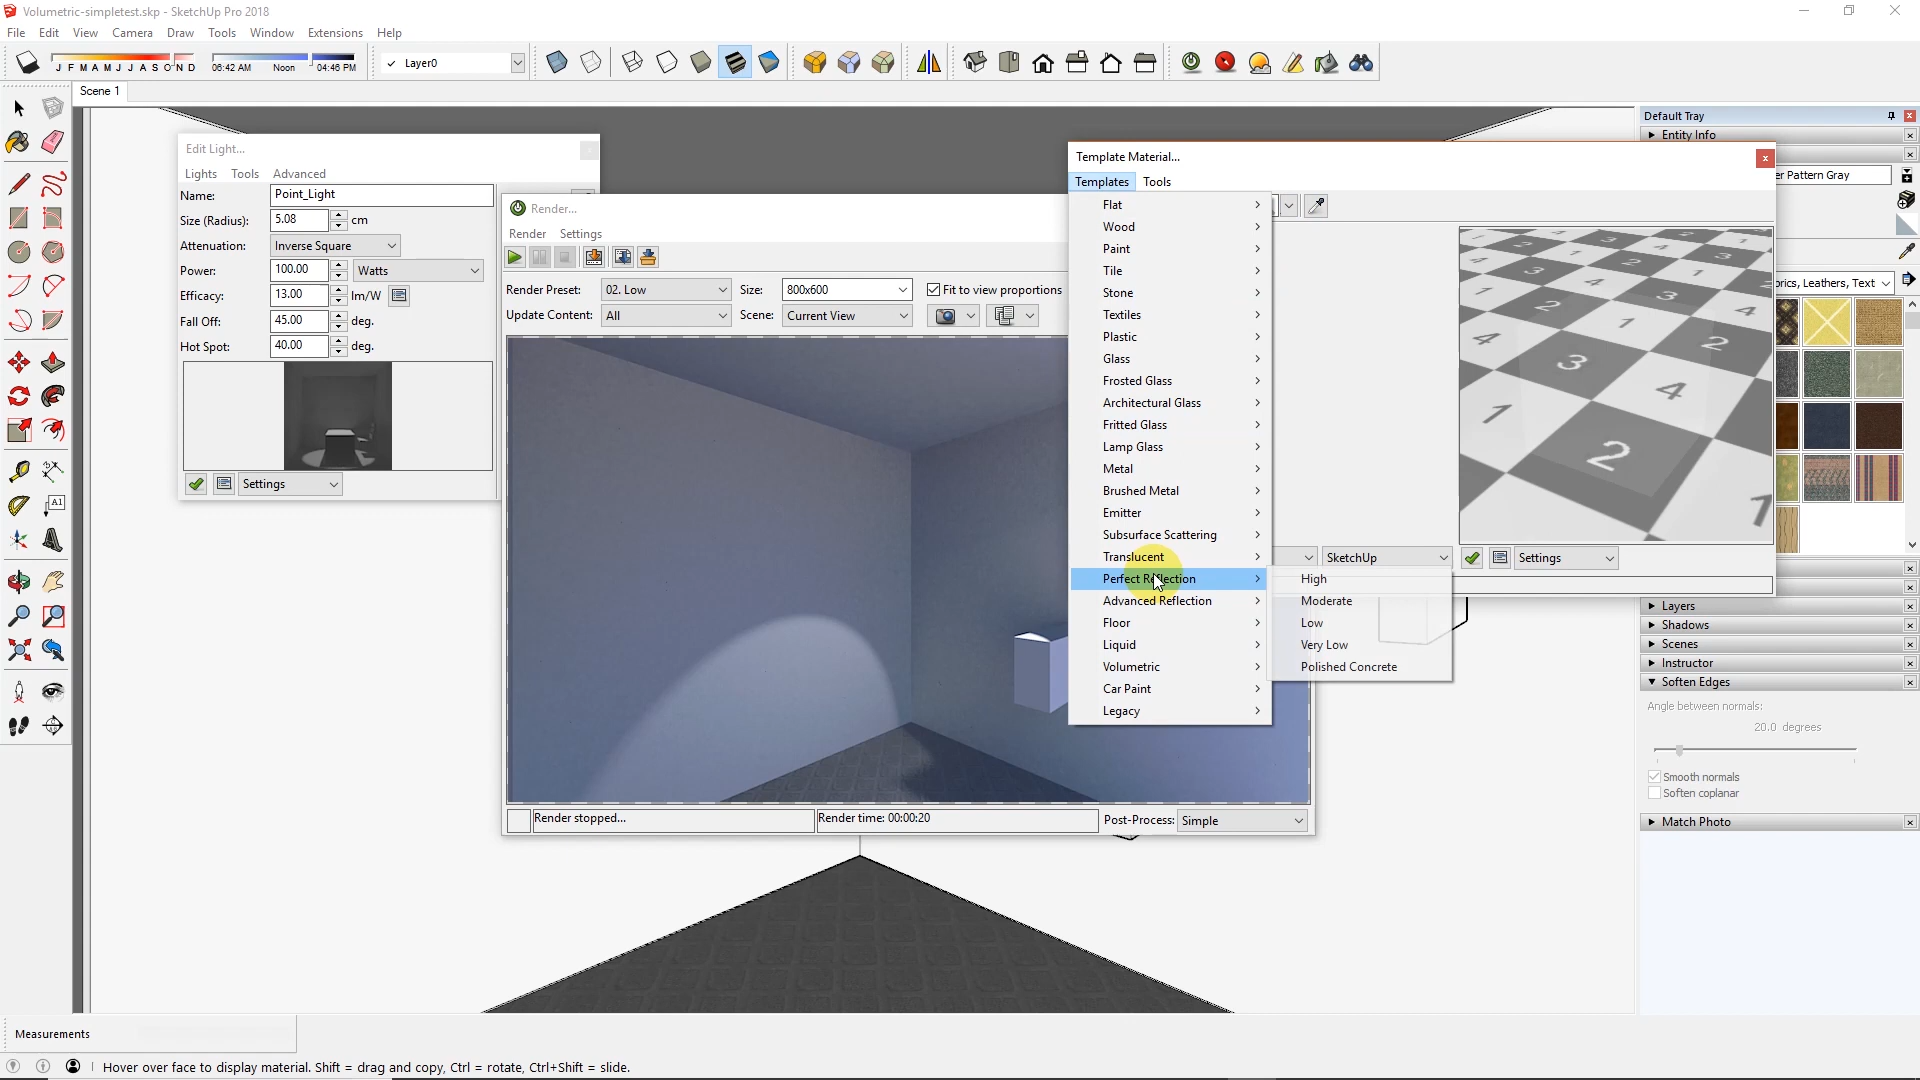 Volumetric-simpletest.skp - SketchUp Pro 2018
File Edit View Camera Draw Tools Window Extensions Help
J F M A M J J A S O N D
06:42 AM Noon 04:46 PM
Layer0
Scene 1
Default Tray
Entity Info
er Pattern Gray
orics, Leathers, Text
Layers
Shadows
Scenes
Instructor
Soften Edges
Angle between normals:
20.0 degrees
Smooth normals
Soften coplanar
Match Photo
Edit Light...
Lights Tools Advanced
Name: Point_Light
Size (Radius): 5.08 cm
Attenuation: Inverse Square
Power: 100.00 Watts
Efficacy: 13.00 lm/W
Fall Off: 45.00 deg.
Hot Spot: 40.00 deg.
Settings
Render...
Render Settings
Render Preset: 02. Low Size: 800x600 Fit to view proportions
Update Content: All Scene: Current View
Render stopped... Render time: 00:00:20 Post-Process: Simple
Template Material...
Templates Tools
Flat
Wood
Paint
Tile
Stone
Textiles
Plastic
Glass
Frosted Glass
Architectural Glass
Fritted Glass
Lamp Glass
Metal
Brushed Metal
Emitter
Subsurface Scattering
Translucent
Perfect Reflection
Advanced Reflection
Floor
Liquid
Volumetric
Car Paint
Legacy
High
Moderate
Low
Very Low
Polished Concrete
SketchUp Settings
1 2 3 4
A1
Measurements
Hover over face to display material. Shift = drag and copy, Ctrl = rotate, Ctrl+Shift = slide.